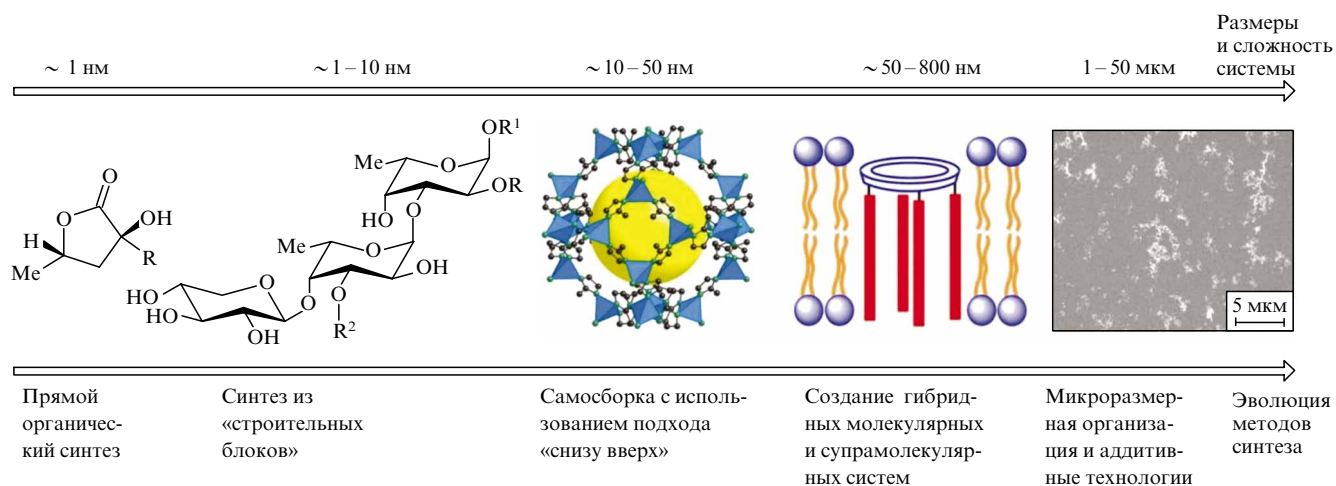 Размеры
и сложность
системы
~ 1 нм
~ 1 – 10 нм
~10 – 50 нм
~ 50 – 800 нм
1 – 50 мкм
O
O
OH
H
Me
R
OR¹
O
Me
OR
HO
O
O
Me
OH
HO
O
O
O
HO
R²
HO
OH
5 мкм
Прямой
органичес-
кий синтез
Синтез из
«строительных
блоков»
Самосборка с исполь-
зованием подхода
«снизу вверх»
Создание гибрид-
ных молекулярных
и супрамолекуляр-
ных систем
Микроразмер-
ная организа-
ция и аддитив-
ные технологии
Эволюция
методов
синтеза